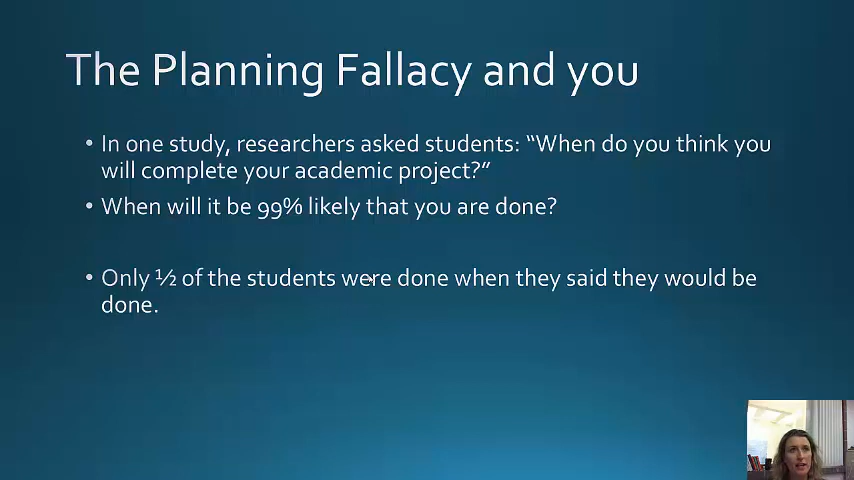 The Planning Fallacy and you
• In one study, researchers asked students: “When do you think you
will complete your academic project?”
• When will it be 99% likely that you are done?
• Only ½ of the students were done when they said they would be
done.